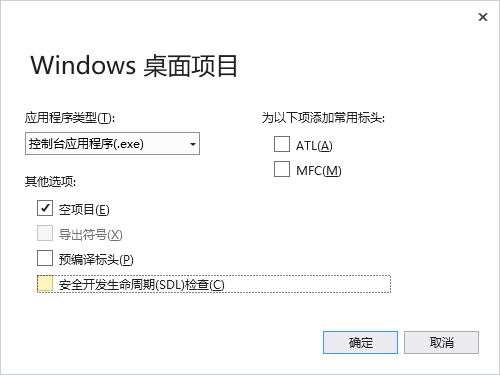 Windows 桌面项目
应用程序类型(T):
控制台应用程序(.exe)
其他选项:
空项目(E)
导出符号(X)
预编译标头(P)
安全开发生命周期(SDL)检查(C)
为以下项添加常用标头:
ATL(A)
MFC(M)
确定
取消